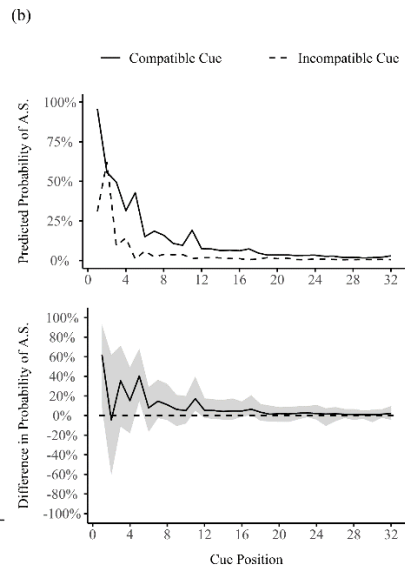 (b)
Compatible Cue Incompatible Cue
Predicted Probability of A.S.
100%
75%
50%
25%
0%
0 4 8 12 16 20 24 28 32
Difference in Probability of A.S.
100%
80%
60%
40%
20%
0%
-20%
-40%
-60%
-80%
-100%
0 4 8 12 16 20 24 28 32
Cue Position